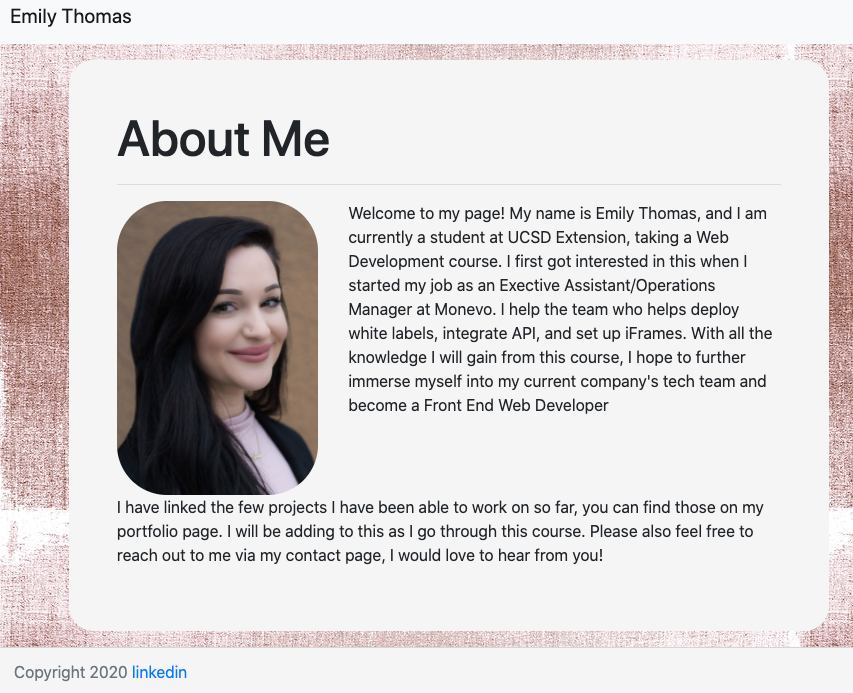 Emily Thomas
About Me
Welcome to my page! My name is Emily Thomas, and I am
currently a student at UCSD Extension, taking a Web
Development course. I first got interested in this when I
started my job as an Exective Assistant/Operations
Manager at Monevo. I help the team who helps deploy
white labels, integrate API, and set up iFrames. With all the
knowledge I will gain from this course, I hope to further
immerse myself into my current company's tech team and
become a Front End Web Developer
I have linked the few projects I have been able to work on so far, you can find those on my
portfolio page. I will be adding to this as I go through this course. Please also feel free to
reach out to me via my contact page, I would love to hear from you!
Copyright 2020 linkedin